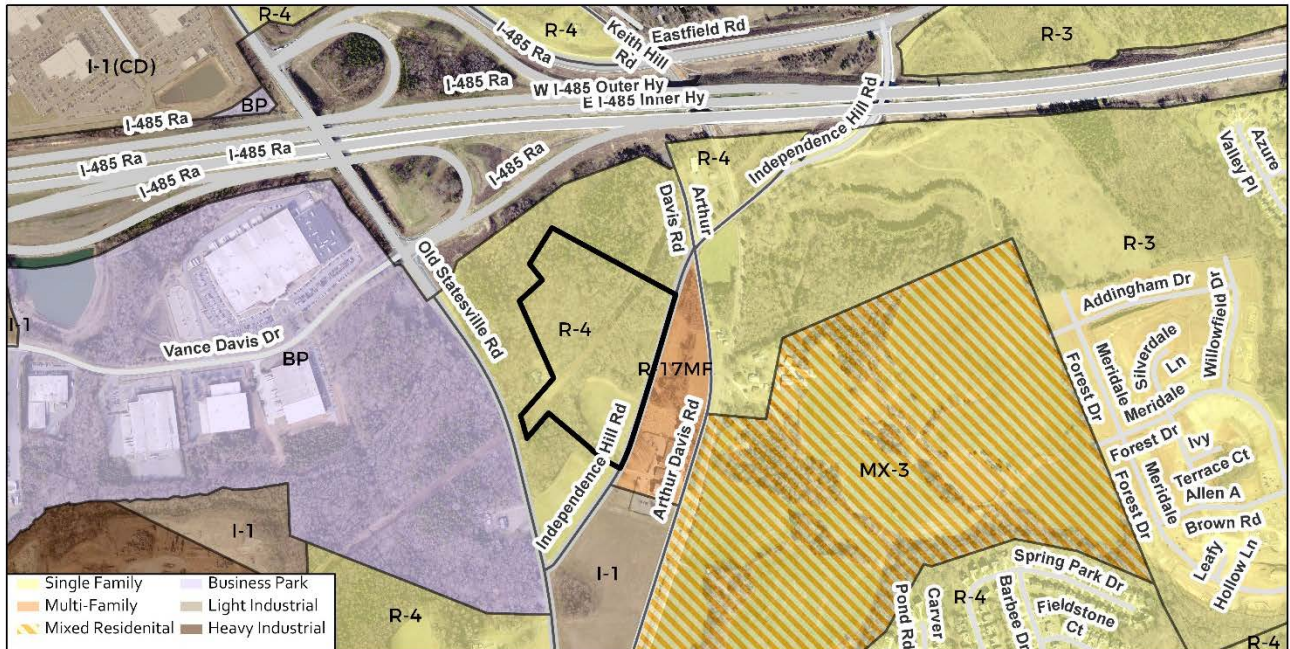 R-4
R-4
Keith Hill
Rd
Eastfield Rd
R-3
I-1(CD)
BP
I-485 Ra
I-485 Ra
W I-485 Outer Hy
E I-485 Inner Hy
I-485 Ra
I-485 Ra
I-485 Ra
I-485 Ra
I-485 Ra
Independence Hill Rd
R-4
Azure
Valley Pl
Arthur
Davis Rd
R-3
Old Statesville Rd
Addingham Dr
Willowfield Dr
I-1
Vance Davis Dr
BP
R-4
R-17MF
Silverdale
Ln
Meridale
Forest Dr
Meridale
Forest Dr
Ivy
Terrace Ct
Allen A
Brown Rd
Meridale
Forest Dr
Leafy
Hollow Ln
Arthur Davis Rd
MX-3
Independence Hill Rd
I-1
I-1
Spring Park Dr
R-4
Fieldstone
Ct
Barbee Dr
Carver
Pond Rd
R-4
R-4
Single Family
Multi-Family
Mixed Residenital
Business Park
Light Industrial
Heavy Industrial